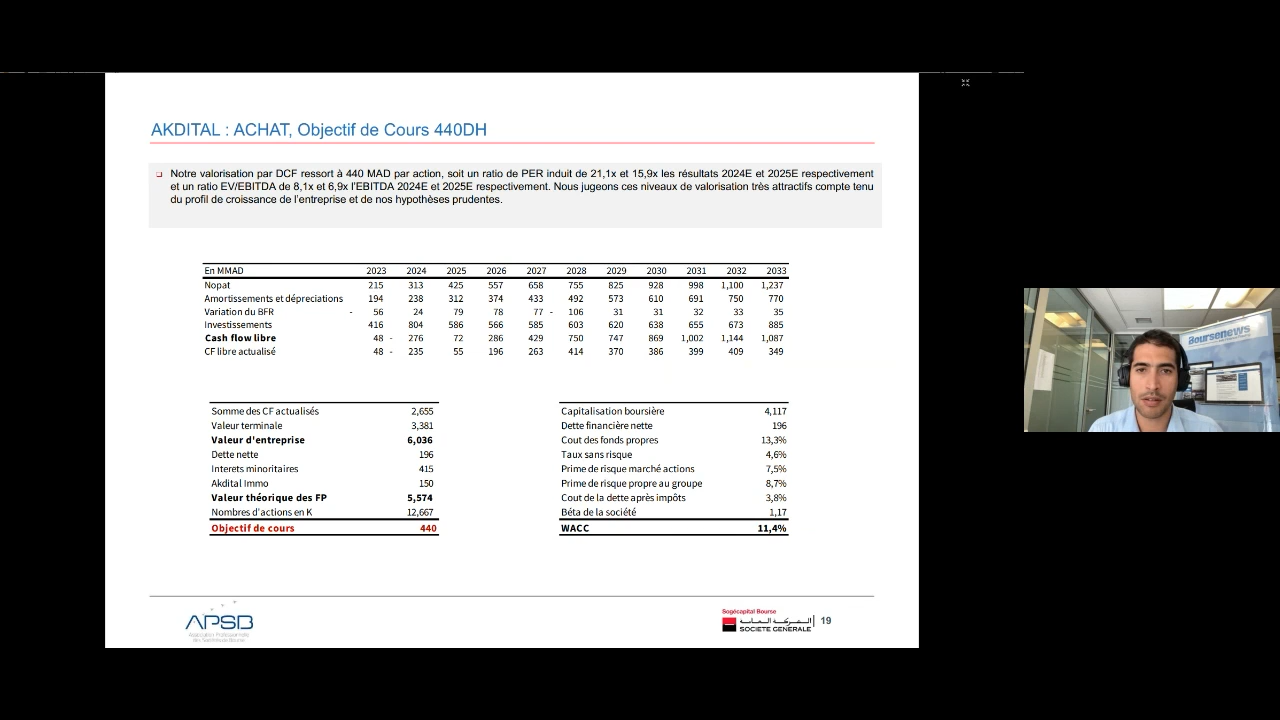 AKDITAL : ACHAT, Objectif de Cours 440DH
Notre valorisation par DCF ressort à 440 MAD par action, soit un ratio de PER induit de 21,1x et 15,9x les résultats 2024E et 2025E respectivement
et un ratio EV/EBITDA de 8,1x et 6,9x l'EBITDA 2024E et 2025E respectivement. Nous jugeons ces niveaux de valorisation très attractifs compte tenu
du profil de croissance de l'entreprise et de nos hypothèses prudentes.
En MMAD 2023 2024 2025 2026 2027 2028 2029 2030 2031 2032 2033
Nopat 215 313 425 557 658 755 825 928 998 1,100 1,237
Amortissements et dépreciations 194 238 312 374 433 492 573 610 691 750 770
Variation du BFR - 56 24 79 78 77 - 106 31 31 32 33 35
Investissements 416 804 586 566 585 603 620 638 655 673 885
Cash flow libre 48 - 276 72 286 429 750 747 869 1,002 1,144 1,087
CF libre actualisé 48 - 235 55 196 263 414 370 386 399 409 349
Somme des CF actualisés 2,655
Valeur terminale 3,381
Valeur d'entreprise 6,036
Dette nette 196
Interets minoritaires 415
Akdital Immo 150
Valeur théorique des FP 5,574
Nombres d'actions en K 12,667
Objectif de cours 440
Capitalisation boursière 4,117
Dette financière nette 196
Cout des fonds propres 13,3%
Taux sans risque 4,6%
Prime de risque marché actions 7,5%
Prime de risque propre au groupe 8,7%
Cout de la dette après impôts 3,8%
Béta de la société 1,17
WACC 11,4%
APSB
Association Professionnelle
des Sociétés de Bourse
Sogécapital Bourse
الشركة العامة
SOCIETE GENERALE
19
Boursenews